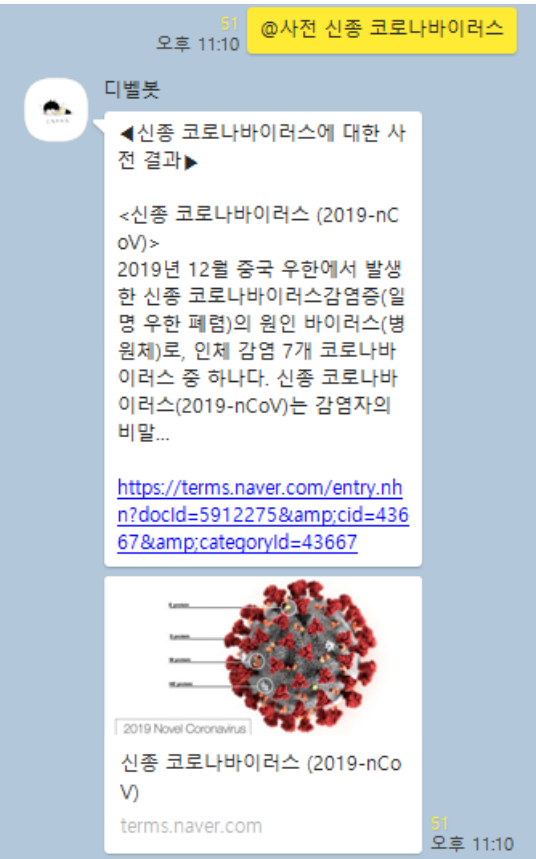 51
오후 11:10
@사전 신종 코로나바이러스
디벨봇
◀신종 코로나바이러스에 대한 사
전 결과▶
<신종 코로나바이러스 (2019-nC
oV)>
2019년 12월 중국 우한에서 발생
한 신종 코로나바이러스감염증(일
명 우한 폐렴)의 원인 바이러스(병
원체)로, 인체 감염 7개 코로나바
이러스 중 하나다. 신종 코로나바
이러스(2019-nCoV)는 감염자의
비말...
https://terms.naver.com/entry.nh
n?docId=5912275&amp;cid=436
67&amp;categoryId=43667
2019 Novel Coronavirus
신종 코로나바이러스 (2019-nCo
V)
terms.naver.com
51
오후 11:10